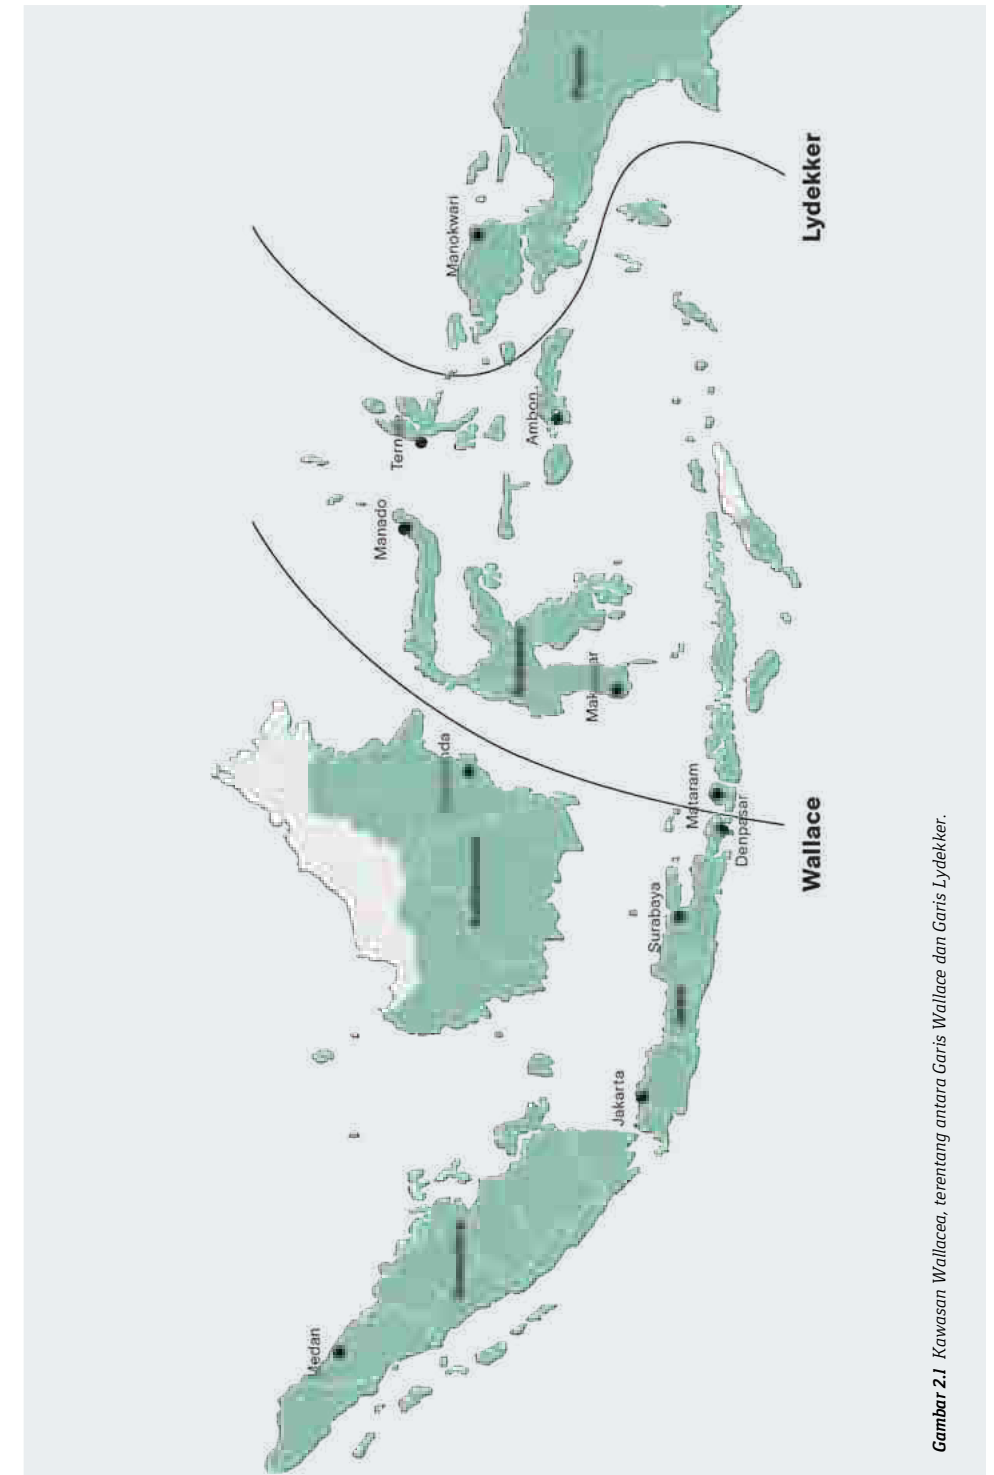 Medan
Jakarta
Surabaya
Denpasar
Mataram
Manado
Ambon
Manokwari
Wallace
Lydekker
Gambar 2.1 Kawasan Wallacea, terentang antara Garis Wallace dan Garis Lydekker.